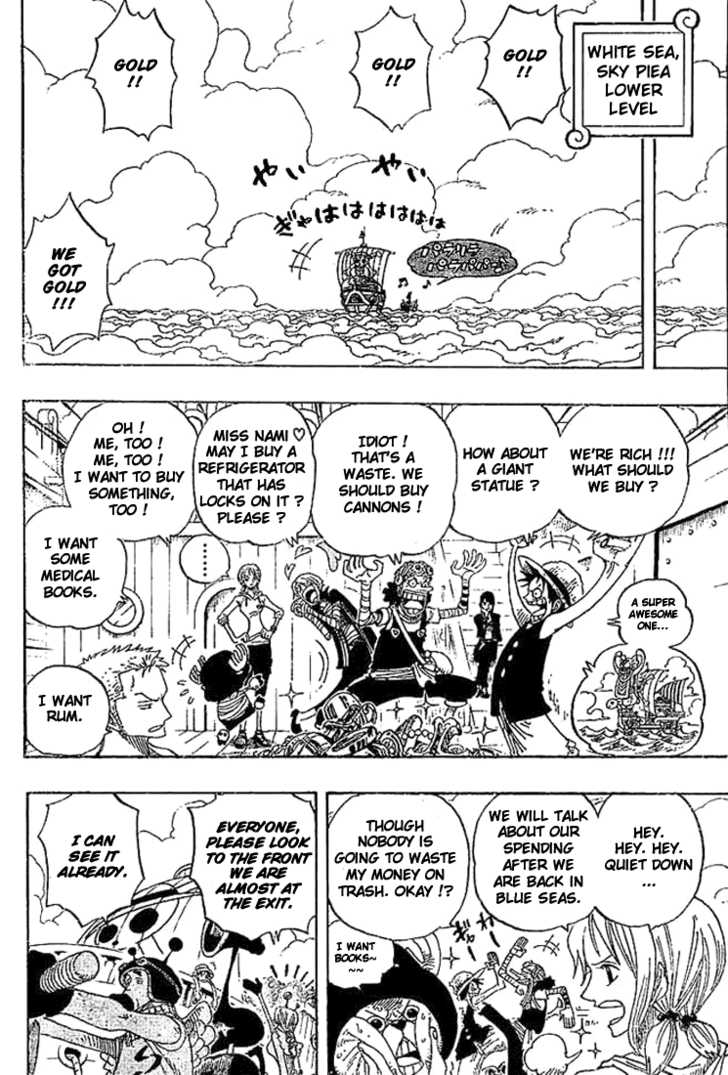 WHITE SEA,
SKY PIEA
LOWER
LEVEL
GOLD
!!
GOLD
!!
GOLD
!!
やい
やい
ぎゃはははははは
WE
GOT
GOLD
!!!
WE'RE RICH !!!
WHAT SHOULD
WE BUY ?
HOW ABOUT
A GIANT
STATUE ?
A SUPER
AWESOME
ONE...
IDIOT !
THAT'S A
WASTE. WE
SHOULD BUY
CANNONS !
MISS NAMI ♡
MAY I BUY A
REFRIGERATOR
THAT HAS
LOCKS ON IT ?
PLEASE ?
OH !
ME, TOO !
ME, TOO !
I WANT TO BUY
SOMETHING,
TOO !
I WANT
SOME
MEDICAL
BOOKS.
....
I WANT
RUM.
HEY.
HEY. HEY.
QUIET DOWN
...
WE WILL TALK
ABOUT OUR
SPENDING
AFTER WE
ARE BACK IN
BLUE SEAS.
THOUGH
NOBODY IS
GOING TO WASTE
MY MONEY ON
TRASH. OKAY !?
I WANT
BOOKS~
~~
EVERYONE,
PLEASE LOOK
TO THE FRONT
WE ARE
ALMOST AT
THE EXIT.
I CAN
SEE IT
ALREADY.